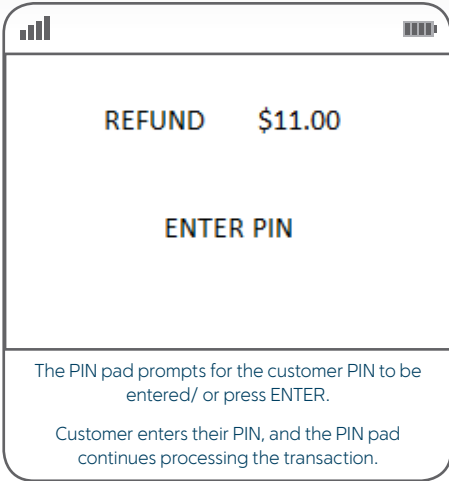 REFUND $11.00
ENTER PIN
The PIN pad prompts for the customer PIN to be
entered/ or press ENTER.
Customer enters their PIN, and the PIN pad
continues processing the transaction.